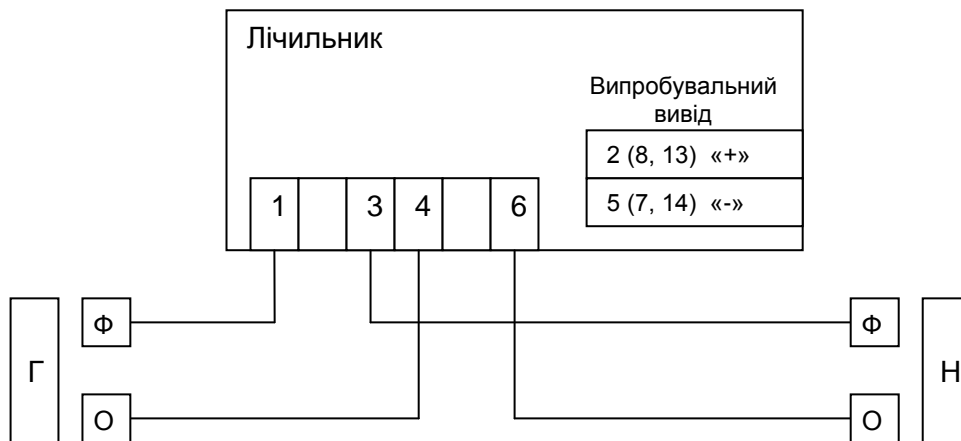 Лічильник
Випробувальний
вивід
2 (8, 13) «+»
5 (7, 14) «-»
1 3 4 6
Ф Ф
Г Н
О О